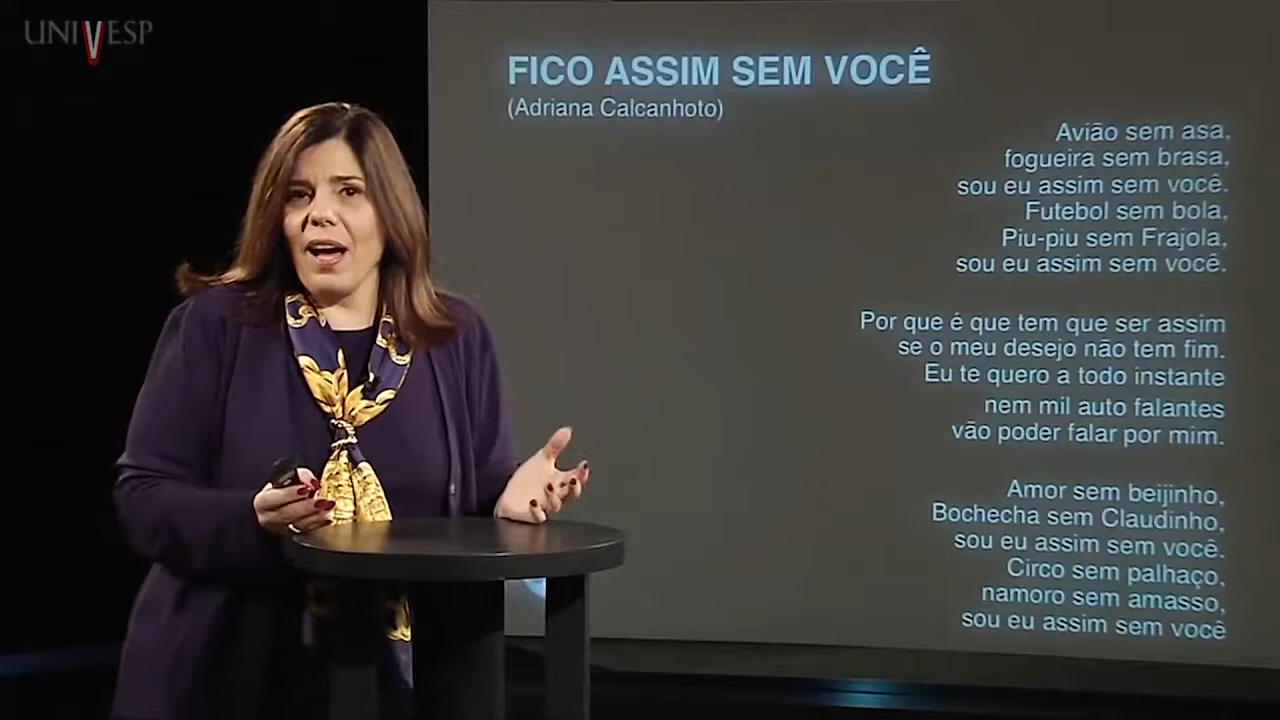 UNIVESP
FICO ASSIM SEM VOCÊ
(Adriana Calcanhoto)
Avião sem asa,
fogueira sem brasa,
sou eu assim sem você.
Futebol sem bola,
Piu-piu sem Frajola,
sou eu assim sem você.
Por que é que tem que ser assim
se o meu desejo não tem fim.
Eu te quero a todo instante
nem mil auto falantes
vão poder falar por mim.
Amor sem beijinho,
Bochecha sem Claudinho,
sou eu assim sem você.
Circo sem palhaço,
namoro sem amasso,
sou eu assim sem você